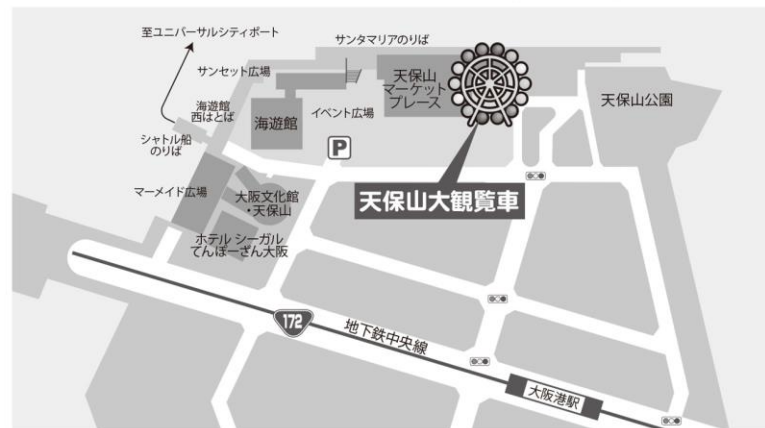 至ユニバーサルシティポート
サンタマリアのりば
サンセット広場
天保山
マーケット
プレース
天保山公園
海遊館
西はとば
海遊館
イベント広場
シャトル船
のりば
P
マーメイド広場
大阪文化館
・天保山
天保山大観覧車
ホテル シーガル
てんぽーざん大阪
172
地下鉄中央線
大阪港駅